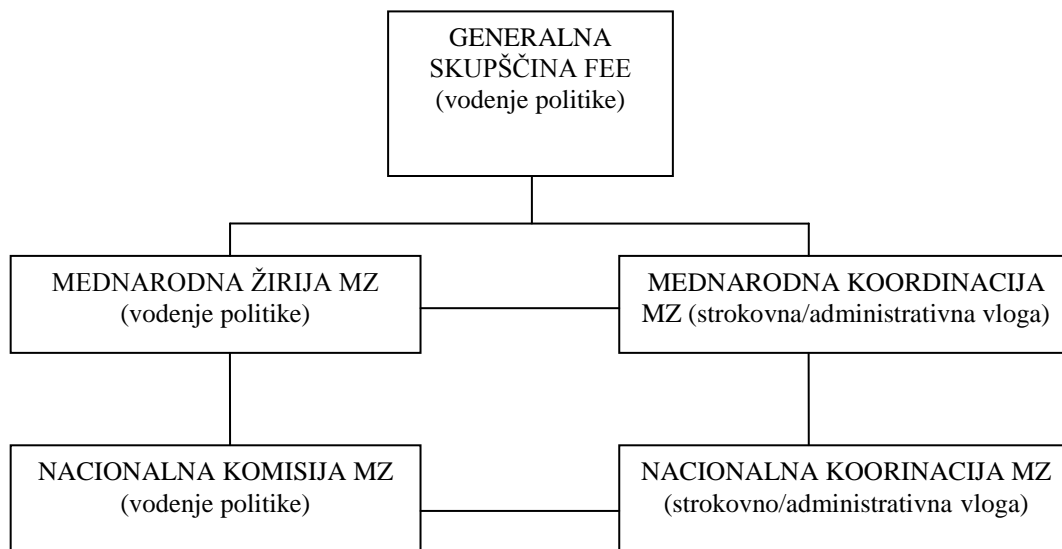 GENERALNA
SKUPŠČINA FEE
(vodenje politike)
MEDNARODNA ŽIRIJA MZ
(vodenje politike)
MEDNARODNA KOORDINACIJA
MZ (strokovna/administrativna vloga)
NACIONALNA KOMISIJA MZ
(vodenje politike)
NACIONALNA KOORINACIJA MZ
(strokovno/administrativna vloga)